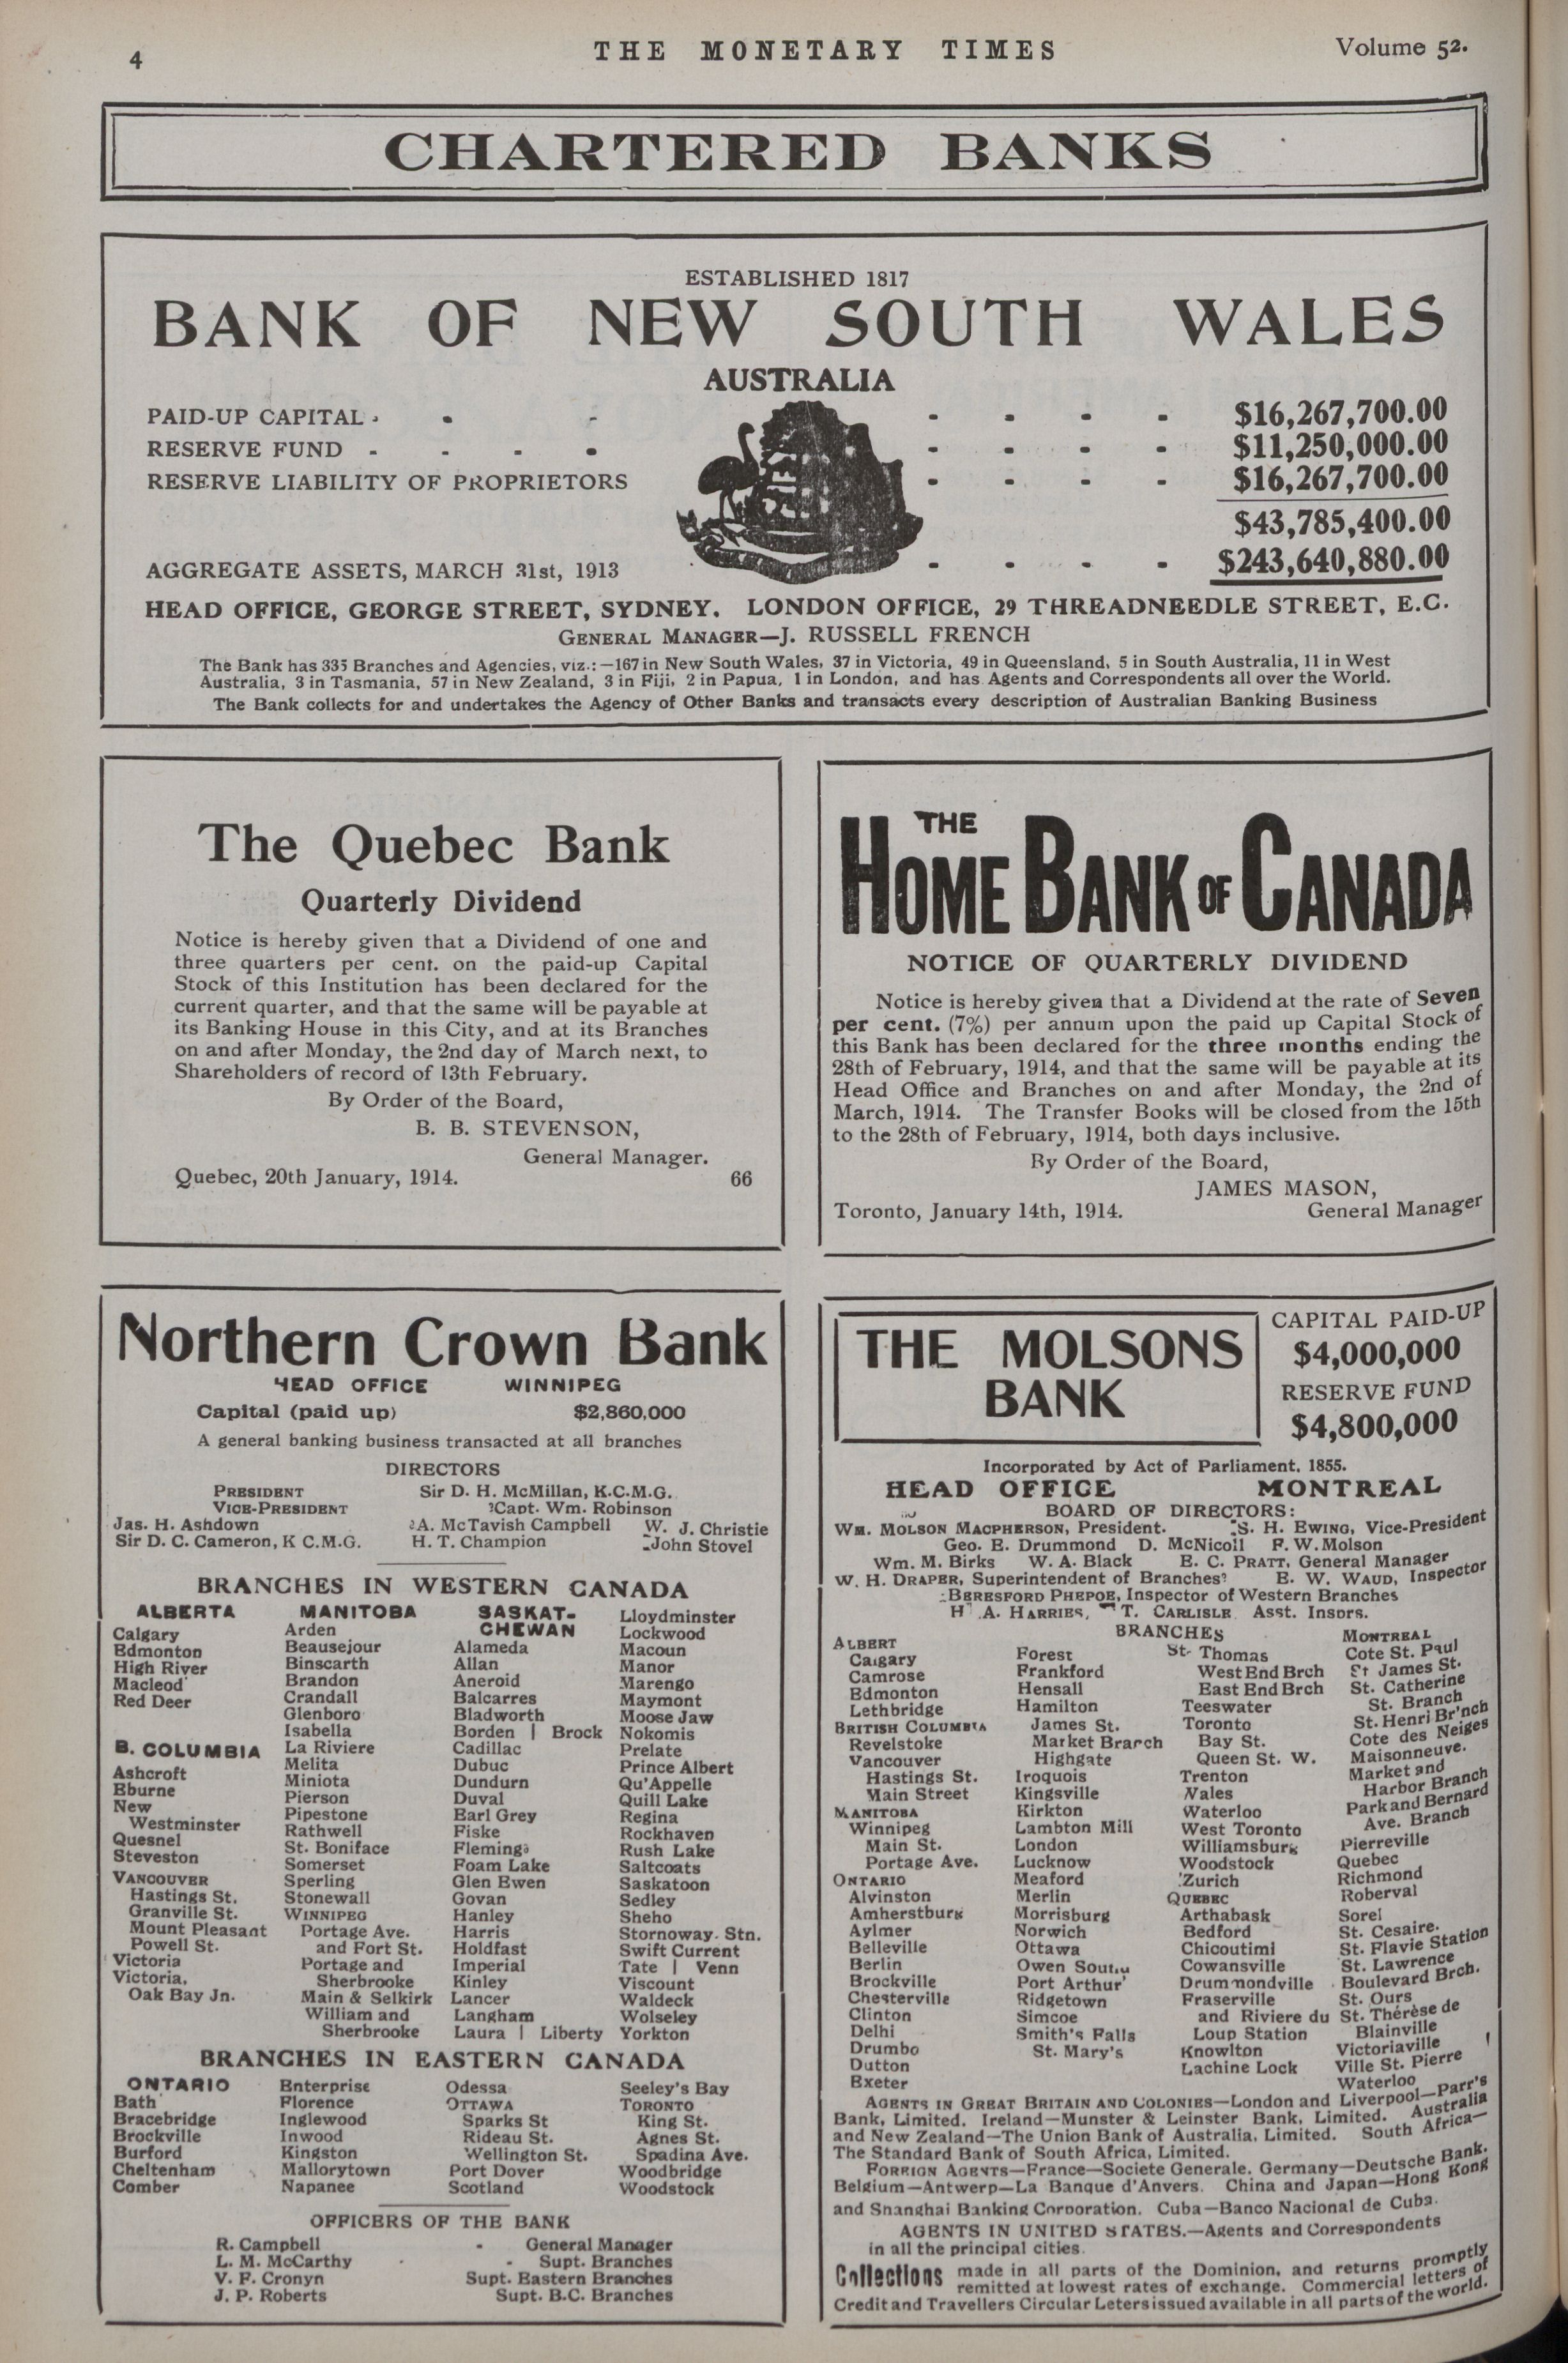 4
THE MONETARY TIMES
Volume 52.
CHARTERED BANKS
ESTABLISHED 1817
BANK OF NEW SOUTH WALES
AUSTRALIA
PAID-UP CAPITAL - - - - - - - $16,267,700.00
RESERVE FUND - - - - - - - - $11,250,000.00
RESERVE LIABILITY OF PROPRIETORS - - - - $16,267,700.00
$43,785,400.00
AGGREGATE ASSETS, MARCH 31st, 1913 - - - - $243,640,880.00
HEAD OFFICE, GEORGE STREET, SYDNEY. LONDON OFFICE, 29 THREADNEEDLE STREET, E.C.
GENERAL MANAGER—J. RUSSELL FRENCH
The Bank has 335 Branches and Agencies, viz.:—167 in New South Wales, 37 in Victoria, 49 in Queensland, 5 in South Australia, 11 in West
Australia, 3 in Tasmania, 57 in New Zealand, 3 in Fiji, 2 in Papua, 1 in London, and has Agents and Correspondents all over the World.
The Bank collects for and undertakes the Agency of Other Banks and transacts every description of Australian Banking Business
The Quebec Bank
Quarterly Dividend
Notice is hereby given that a Dividend of one and
three quarters per cent. on the paid-up Capital
Stock of this Institution has been declared for the
current quarter, and that the same will be payable at
its Banking House in this City, and at its Branches
on and after Monday, the 2nd day of March next, to
Shareholders of record of 13th February.
By Order of the Board,
B. B. STEVENSON,
General Manager.
Quebec, 20th January, 1914. 66
THE
HOME BANK OF CANADA
NOTICE OF QUARTERLY DIVIDEND
Notice is hereby given that a Dividend at the rate of Seven
per cent. (7%) per annum upon the paid up Capital Stock of
this Bank has been declared for the three months ending the
28th of February, 1914, and that the same will be payable at its
Head Office and Branches on and after Monday, the 2nd of
March, 1914. The Transfer Books will be closed from the 15th
to the 28th of February, 1914, both days inclusive.
By Order of the Board,
JAMES MASON,
Toronto, January 14th, 1914. General Manager
Northern Crown Bank
HEAD OFFICE WINNIPEG
Capital (paid up) $2,860,000
A general banking business transacted at all branches
DIRECTORS
PRESIDENT Sir D. H. McMillan, K.C.M.G.
VICE-PRESIDENT Capt. Wm. Robinson
Jas. H. Ashdown A. McTavish Campbell W. J. Christie
Sir D. C. Cameron, K C.M.G. H. T. Champion John Stovel
BRANCHES IN WESTERN CANADA
ALBERTA
Calgary
Edmonton
High River
Macleod
Red Deer
B. COLUMBIA
Ashcroft
Eburne
New
Westminster
Quesnel
Steveston
VANCOUVER
Hastings St.
Granville St.
Mount Pleasant
Powell St.
Victoria
Victoria,
Oak Bay Jn.
MANITOBA
Arden
Beausejour
Binscarth
Brandon
Crandall
Glenboro
Isabella
La Riviere
Melita
Miniota
Pierson
Pipestone
Rathwell
St. Boniface
Somerset
Sperling
Stonewall
WINNIPEG
Portage Ave.
and Fort St.
Portage and
Sherbrooke
Main & Selkirk
William and
Sherbrooke
SASKAT-
CHEWAN
Alameda
Allan
Aneroid
Balcarres
Bladworth
Borden | Brock
Cadillac
Dubuc
Dundurn
Duval
Earl Grey
Fiske
Fleming
Foam Lake
Glen Ewen
Govan
Hanley
Harris
Holdfast
Imperial
Kinley
Lancer
Langham
Laura | Liberty
Lloydminster
Lockwood
Macoun
Manor
Marengo
Maymont
Moose Jaw
Nokomis
Prelate
Prince Albert
Qu'Appelle
Quill Lake
Regina
Rockhaven
Rush Lake
Saltcoats
Saskatoon
Sedley
Sheho
Stornoway. Stn.
Swift Current
Tate | Venn
Viscount
Waldeck
Wolseley
Yorkton
BRANCHES IN EASTERN CANADA
ONTARIO
Bath
Bracebridge
Brockville
Burford
Cheltenham
Comber
Enterprise
Florence
Inglewood
Inwood
Kingston
Mallorytown
Napanee
Odessa
OTTAWA
Sparks St
Rideau St.
Wellington St.
Port Dover
Scotland
Seeley's Bay
TORONTO
King St.
Agnes St.
Spadina Ave.
Woodbridge
Woodstock
OFFICERS OF THE BANK
R. Campbell - General Manager
L. M. McCarthy - - Supt. Branches
V. F. Cronyn Supt. Eastern Branches
J. P. Roberts Supt. B.C. Branches
THE MOLSONS
BANK
CAPITAL PAID-UP
$4,000,000
RESERVE FUND
$4,800,000
Incorporated by Act of Parliament, 1855.
HEAD OFFICE MONTREAL
BOARD OF DIRECTORS:
WM. MOLSON MACPHERSON, President. S. H. EWING, Vice-President
Geo. E. Drummond D. McNicoll F. W. Molson
Wm. M. Birks W. A. Black E. C. PRATT, General Manager
W. H. DRAPER, Superintendent of Branches E. W. WAUD, Inspector
BERESFORD PHEPOE, Inspector of Western Branches
H. A. HARRIES, T. CARLISLE Asst. Insprs.
BRANCHES
ALBERT
Calgary
Camrose
Edmonton
Lethbridge
BRITISH COLUMBIA
Revelstoke
Vancouver
Hastings St.
Main Street
MANITOBA
Winnipeg
Main St.
Portage Ave.
ONTARIO
Alvinston
Amherstburg
Aylmer
Belleville
Berlin
Brockville
Chesterville
Clinton
Delhi
Drumbo
Dutton
Exeter
Forest
Frankford
Hensall
Hamilton
James St.
Market Branch
Highgate
Iroquois
Kingsville
Kirkton
Lambton Mill
London
Lucknow
Meaford
Merlin
Morrisburg
Norwich
Ottawa
Owen Sound
Port Arthur
Ridgetown
Simcoe
Smith's Falls
St. Mary's
St. Thomas
West End Brch
East End Brch
Teeswater
Toronto
Bay St.
Queen St. W.
Trenton
Wales
Waterloo
West Toronto
Williamsburg
Woodstock
Zurich
QUEBEC
Arthabask
Bedford
Chicoutimi
Cowansville
Drummondville
Fraserville
and Riviere du
Loup Station
Knowlton
Lachine Lock
MONTREAL
Cote St. Paul
St James St.
St. Catherine
St. Branch
St. Henri Br'nch
Cote des Neiges
Maisonneuve.
Market and
Harbor Branch
Park and Bernard
Ave. Branch
Pierreville
Quebec
Richmond
Roberval
Sorel
St. Cesaire.
St. Flavie Station
St. Lawrence
Boulevard Brch.
St. Ours
St. Thérèse de
Blainville
Victoriaville
Ville St. Pierre
Waterloo
AGENTS IN GREAT BRITAIN AND COLONIES—London and Liverpool—Parr's
Bank, Limited. Ireland—Munster & Leinster Bank, Limited. Australia
and New Zealand—The Union Bank of Australia, Limited. South Africa—
The Standard Bank of South Africa, Limited.
FOREIGN AGENTS—France—Societe Generale. Germany—Deutsche Bank.
Belgium—Antwerp—La Banque d'Anvers. China and Japan—Hong Kong
and Shanghai Banking Corporation. Cuba—Banco Nacional de Cuba.
AGENTS IN UNITED STATES.—Agents and Correspondents
in all the principal cities.
Collections made in all parts of the Dominion, and returns promptly
remitted at lowest rates of exchange. Commercial letters of
Credit and Travellers Circular Leters issued available in all parts of the world.